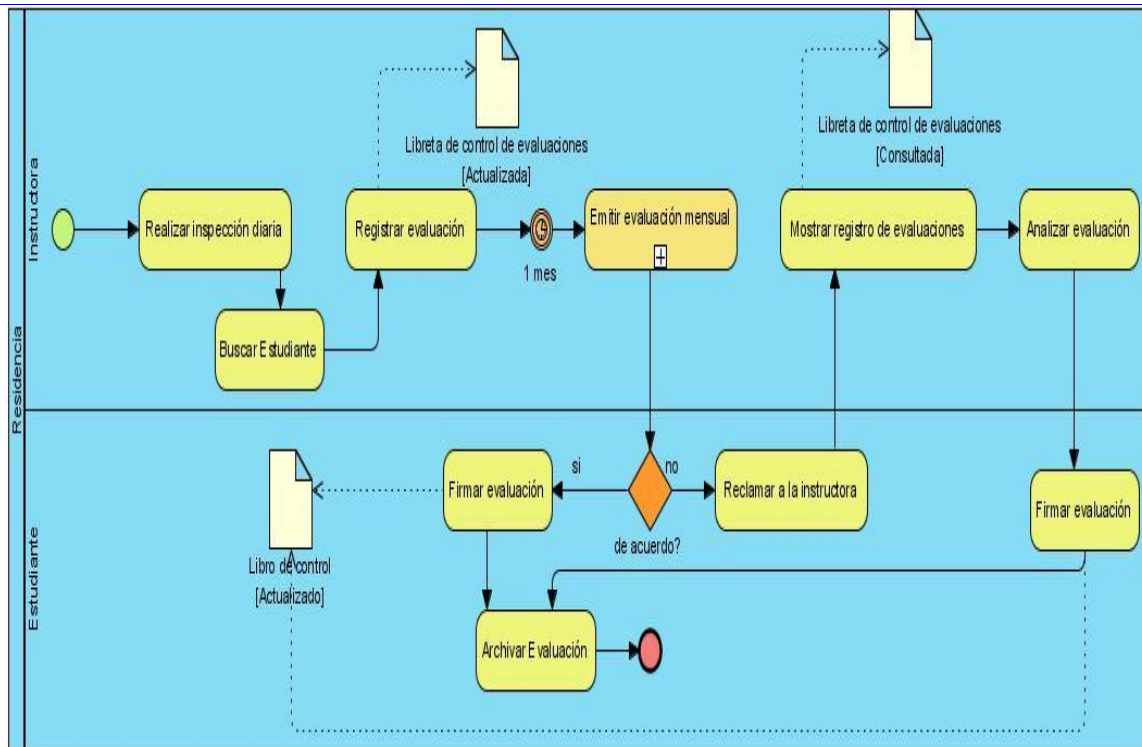 Residencia
Instructora
Realizar inspección diaria
Buscar Estudiante
Registrar evaluación
Libreta de control de evaluaciones
[Actualizada]
1 mes
Emitir evaluación mensual
Mostrar registro de evaluaciones
Libreta de control de evaluaciones
[Consultada]
Analizar evaluación
Estudiante
Libro de control
[Actualizado]
Firmar evaluación
si
no
de acuerdo?
Reclamar a la instructora
Firmar evaluación
Archivar Evaluación